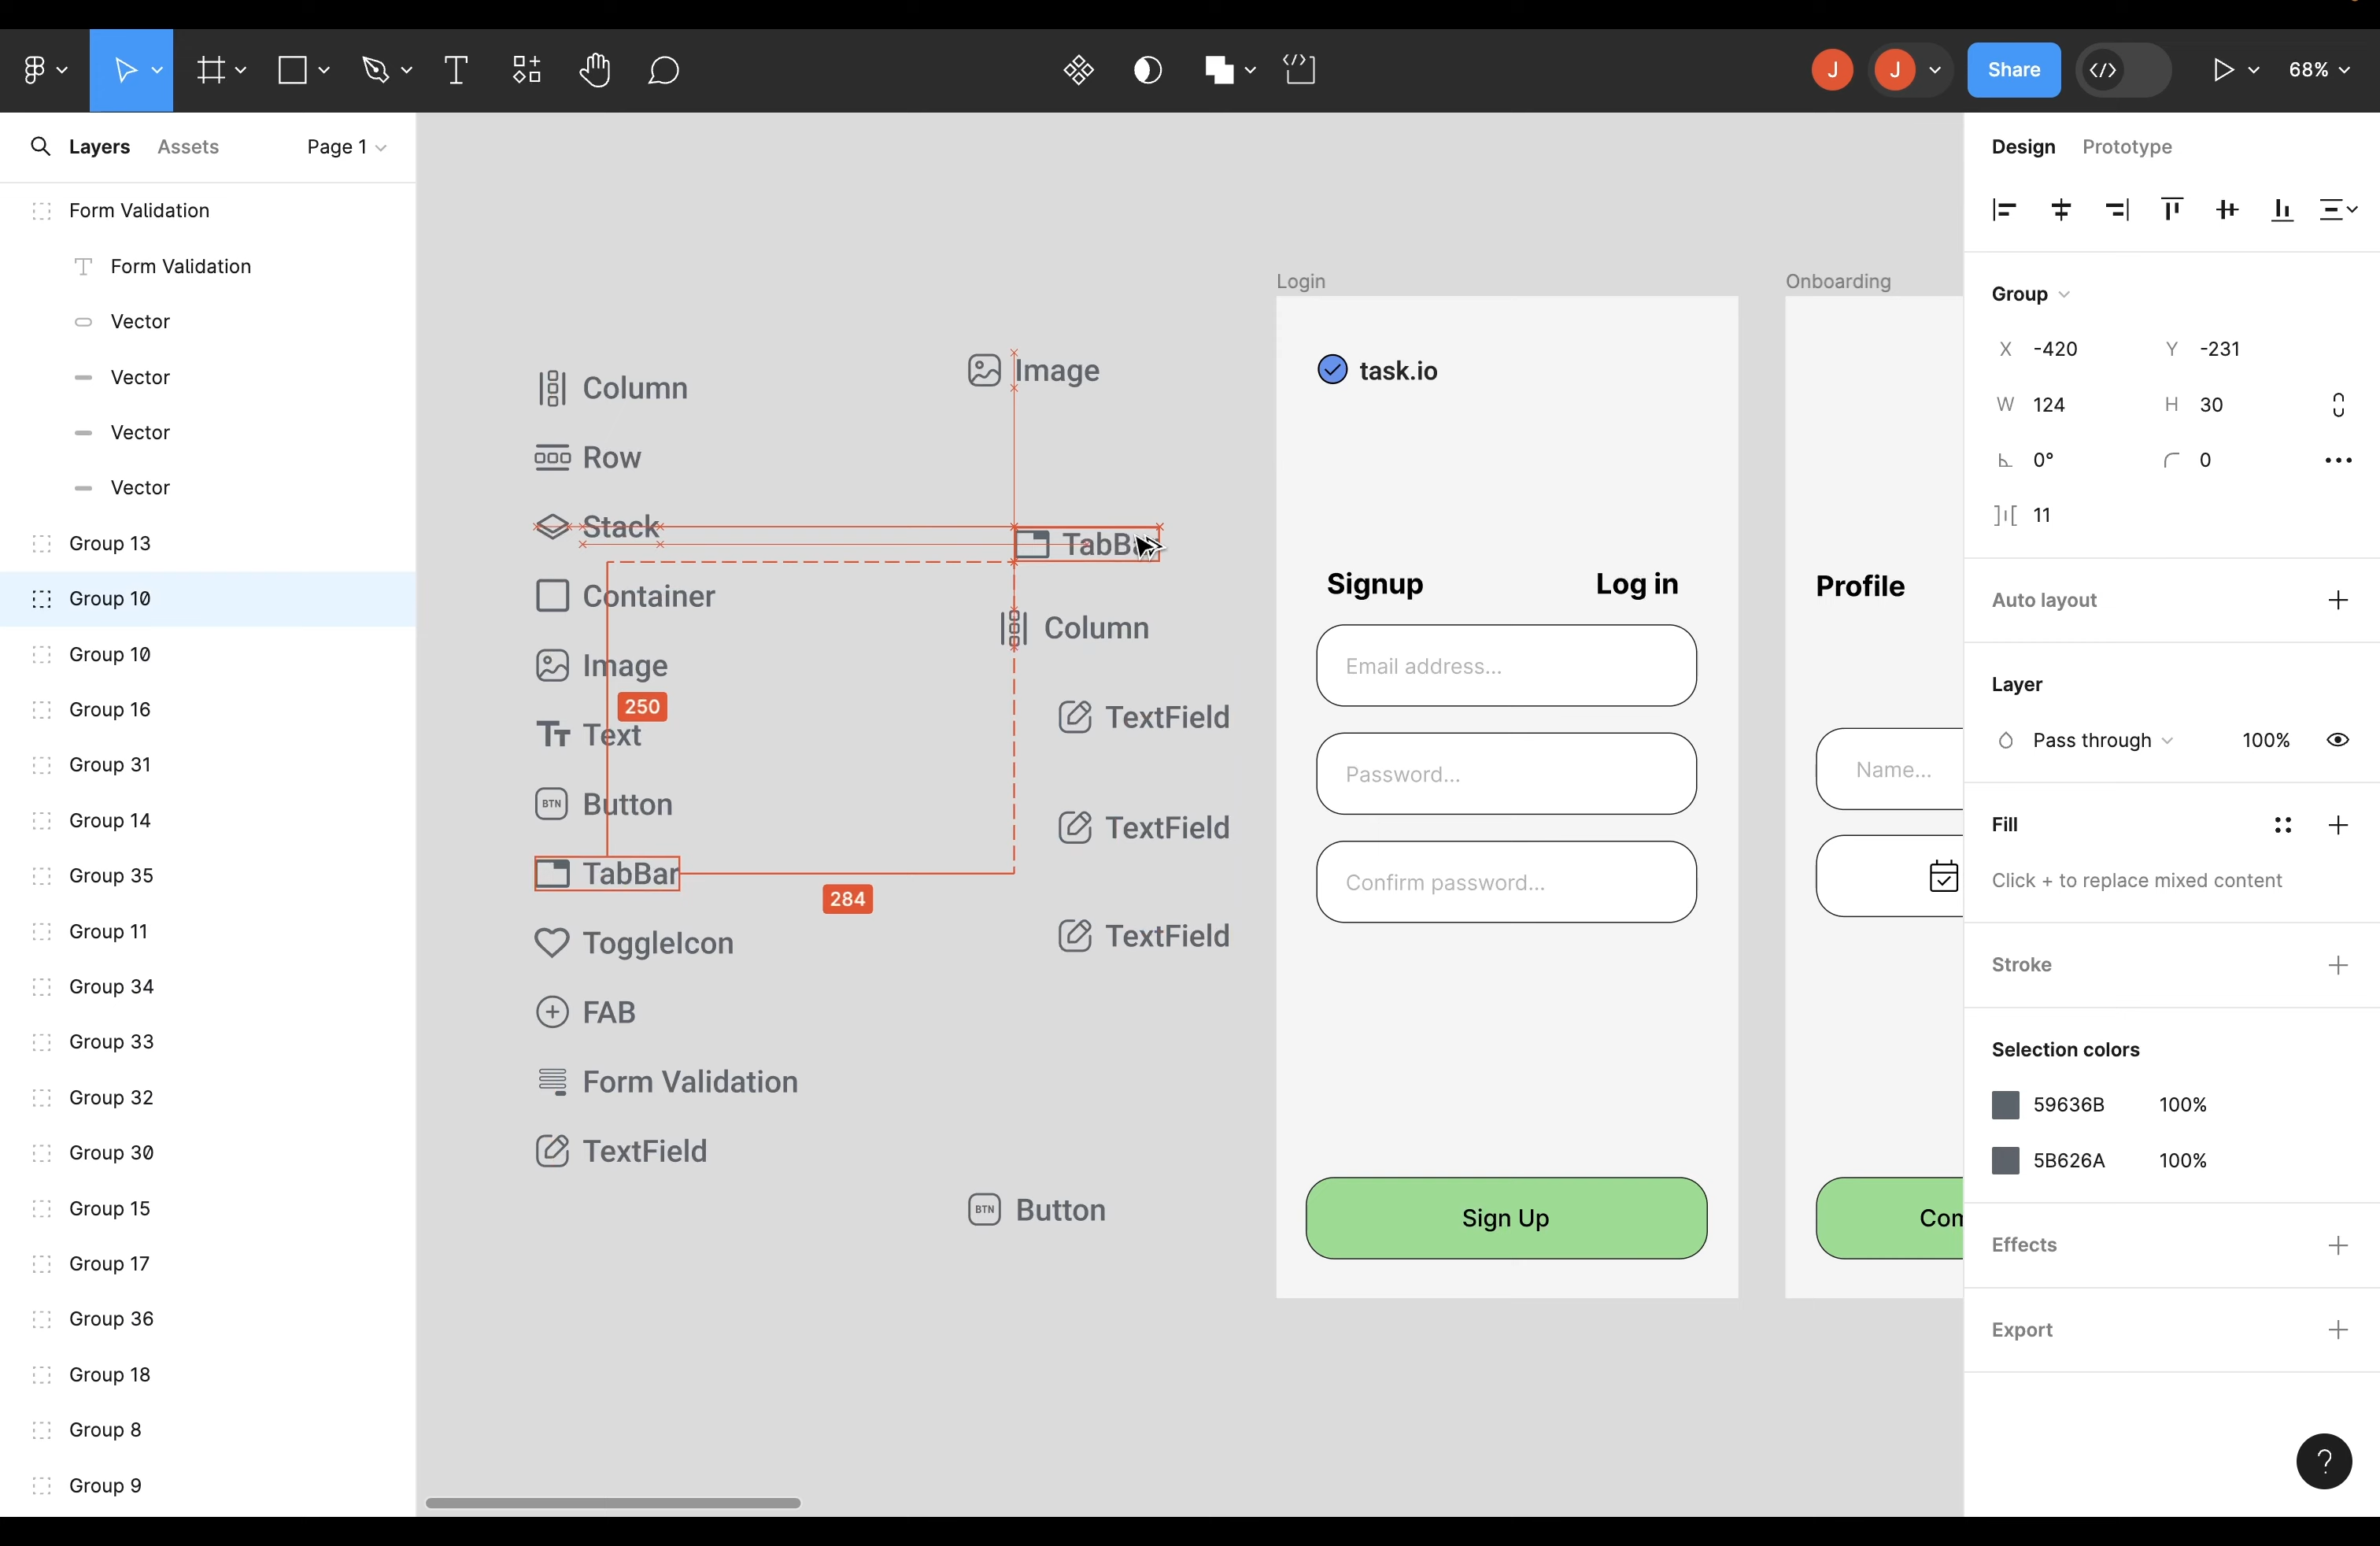 J
J
Share
68%
Layers
Assets
Page 1
Form Validation
Form Validation
Vector
Vector
Vector
Vector
Group 13
Group 10
Group 10
Group 16
Group 31
Group 14
Group 35
Group 11
Group 34
Group 33
Group 32
Group 30
Group 15
Group 17
Group 36
Group 18
Group 8
Group 9
Column
Row
Stack
Container
Image
250
Text
BTN Button
TabBar
284
ToggleIcon
FAB
Form Validation
TextField
Image
TabBar
Column
TextField
TextField
TextField
BTN Button
Login
task.io
Signup
Log in
Email address...
Password...
Confirm password...
Sign Up
Onboarding
Profile
Name...
Com
Design
Prototype
Group
X -420
Y -231
W 124
H 30
0°
0
11
Auto layout
Layer
Pass through
100%
Fill
Click + to replace mixed content
Stroke
Selection colors
59636B 100%
5B626A 100%
Effects
Export
?